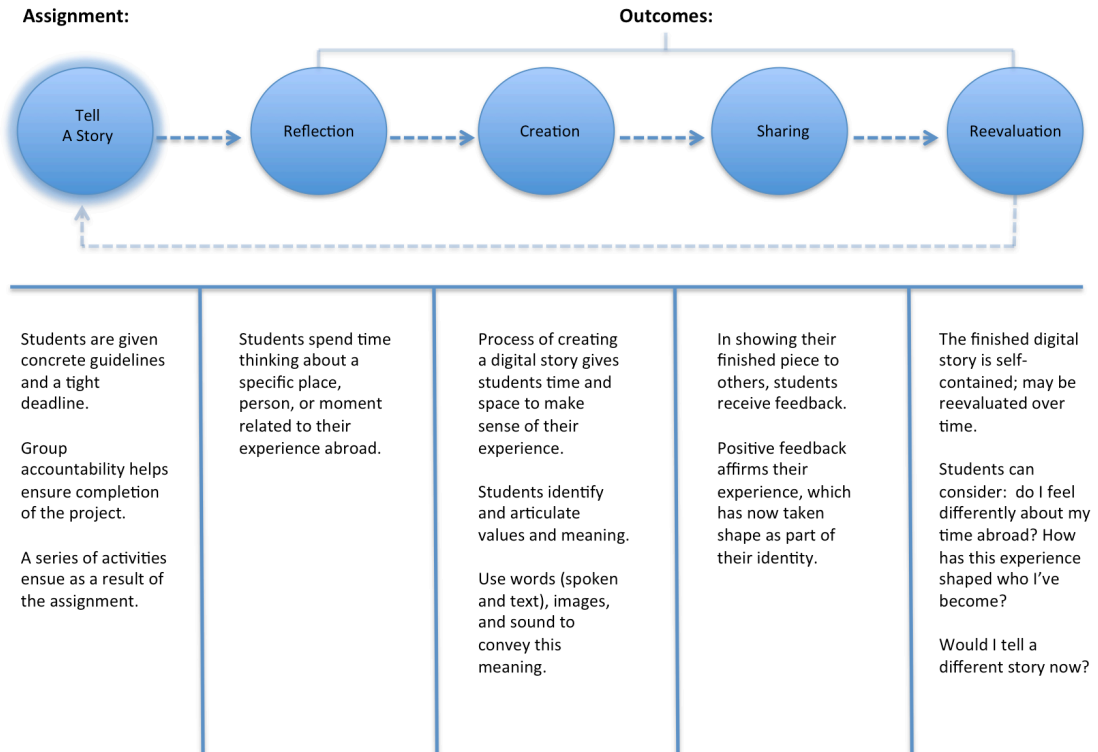 Assignment:
Outcomes:
Tell
A Story
Reflection
Creation
Sharing
Reevaluation
Students are given
concrete guidelines
and a tight
deadline.
Group
accountability helps
ensure completion
of the project.
A series of activities
ensue as a result of
the assignment.
Students spend time
thinking about a
specific place,
person, or moment
related to their
experience abroad.
Process of creating
a digital story gives
students time and
space to make
sense of their
experience.
Students identify
and articulate
values and meaning.
Use words (spoken
and text), images,
and sound to
convey this
meaning.
In showing their
finished piece to
others, students
receive feedback.
Positive feedback
affirms their
experience, which
has now taken
shape as part of
their identity.
The finished digital
story is self-
contained; may be
reevaluated over
time.
Students can
consider:  do I feel
differently about my
time abroad? How
has this experience
shaped who I’ve
become?
Would I tell a
different story now?